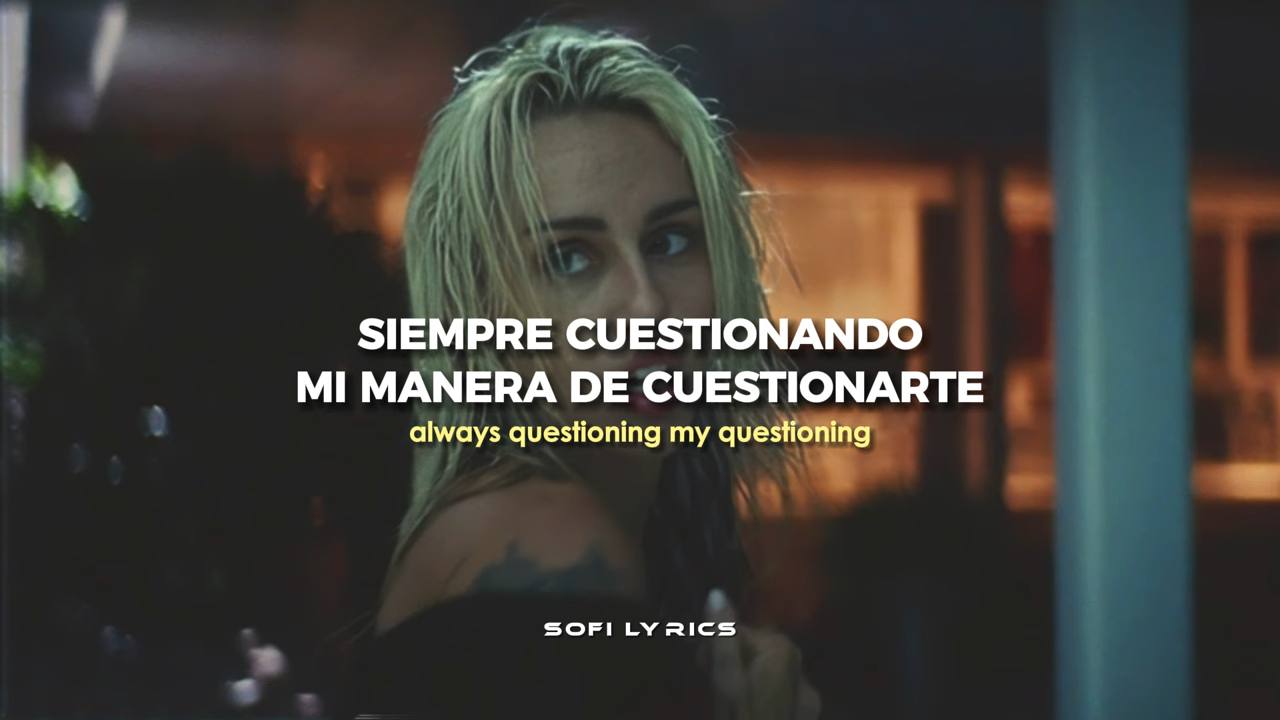 SIEMPRE CUESTIONANDO
MI MANERA DE CUESTIONARTE
always questioning my questioning
SOFI LYRICS